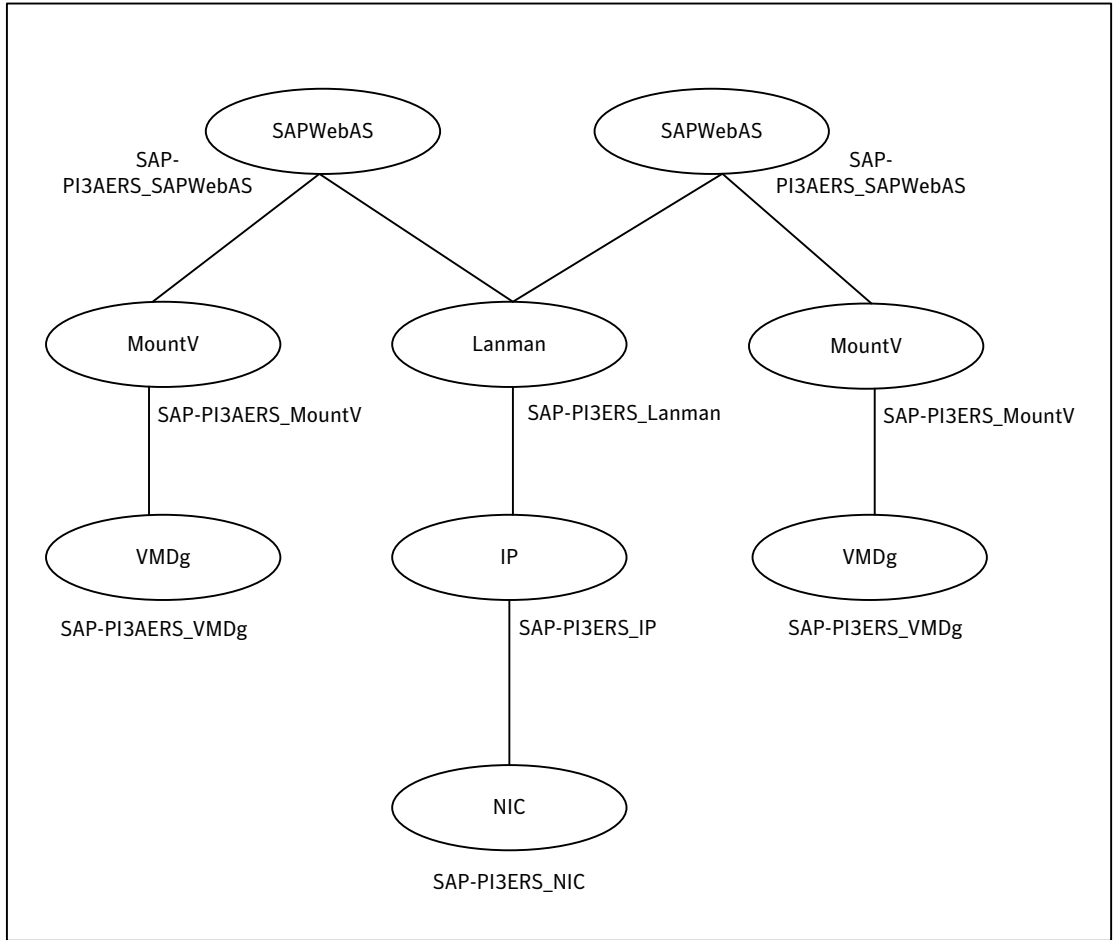 SAPWebAS
SAPWebAS
SAP-
PI3AERS_SAPWebAS
SAP-
PI3AERS_SAPWebAS
MountV
Lanman
MountV
SAP-PI3AERS_MountV
SAP-PI3ERS_Lanman
SAP-PI3ERS_MountV
VMDg
IP
VMDg
SAP-PI3AERS_VMDg
SAP-PI3ERS_IP
SAP-PI3ERS_VMDg
NIC
SAP-PI3ERS_NIC